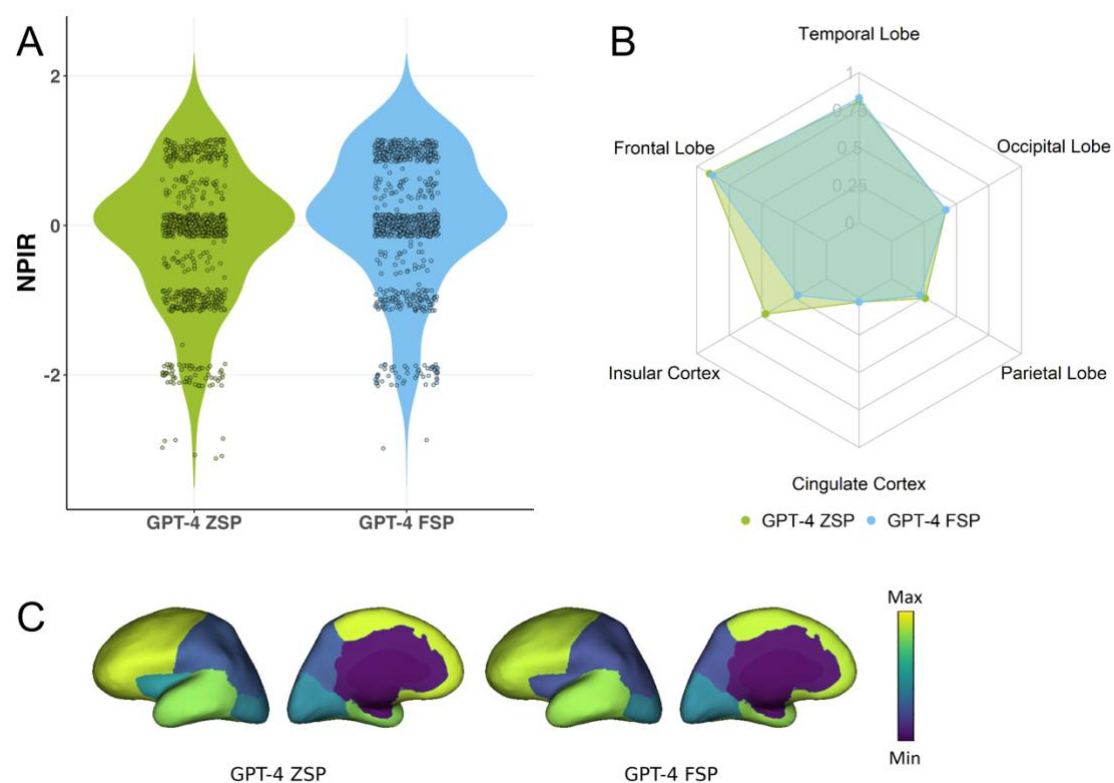 A
2
0
-2
NPIR
GPT-4 ZSP
GPT-4 FSP
B
Temporal Lobe
1
0.75
0.5
0.25
0
Frontal Lobe
Occipital Lobe
Insular Cortex
Parietal Lobe
Cingulate Cortex
GPT-4 ZSP GPT-4 FSP
C
GPT-4 ZSP
GPT-4 FSP
Max
Min